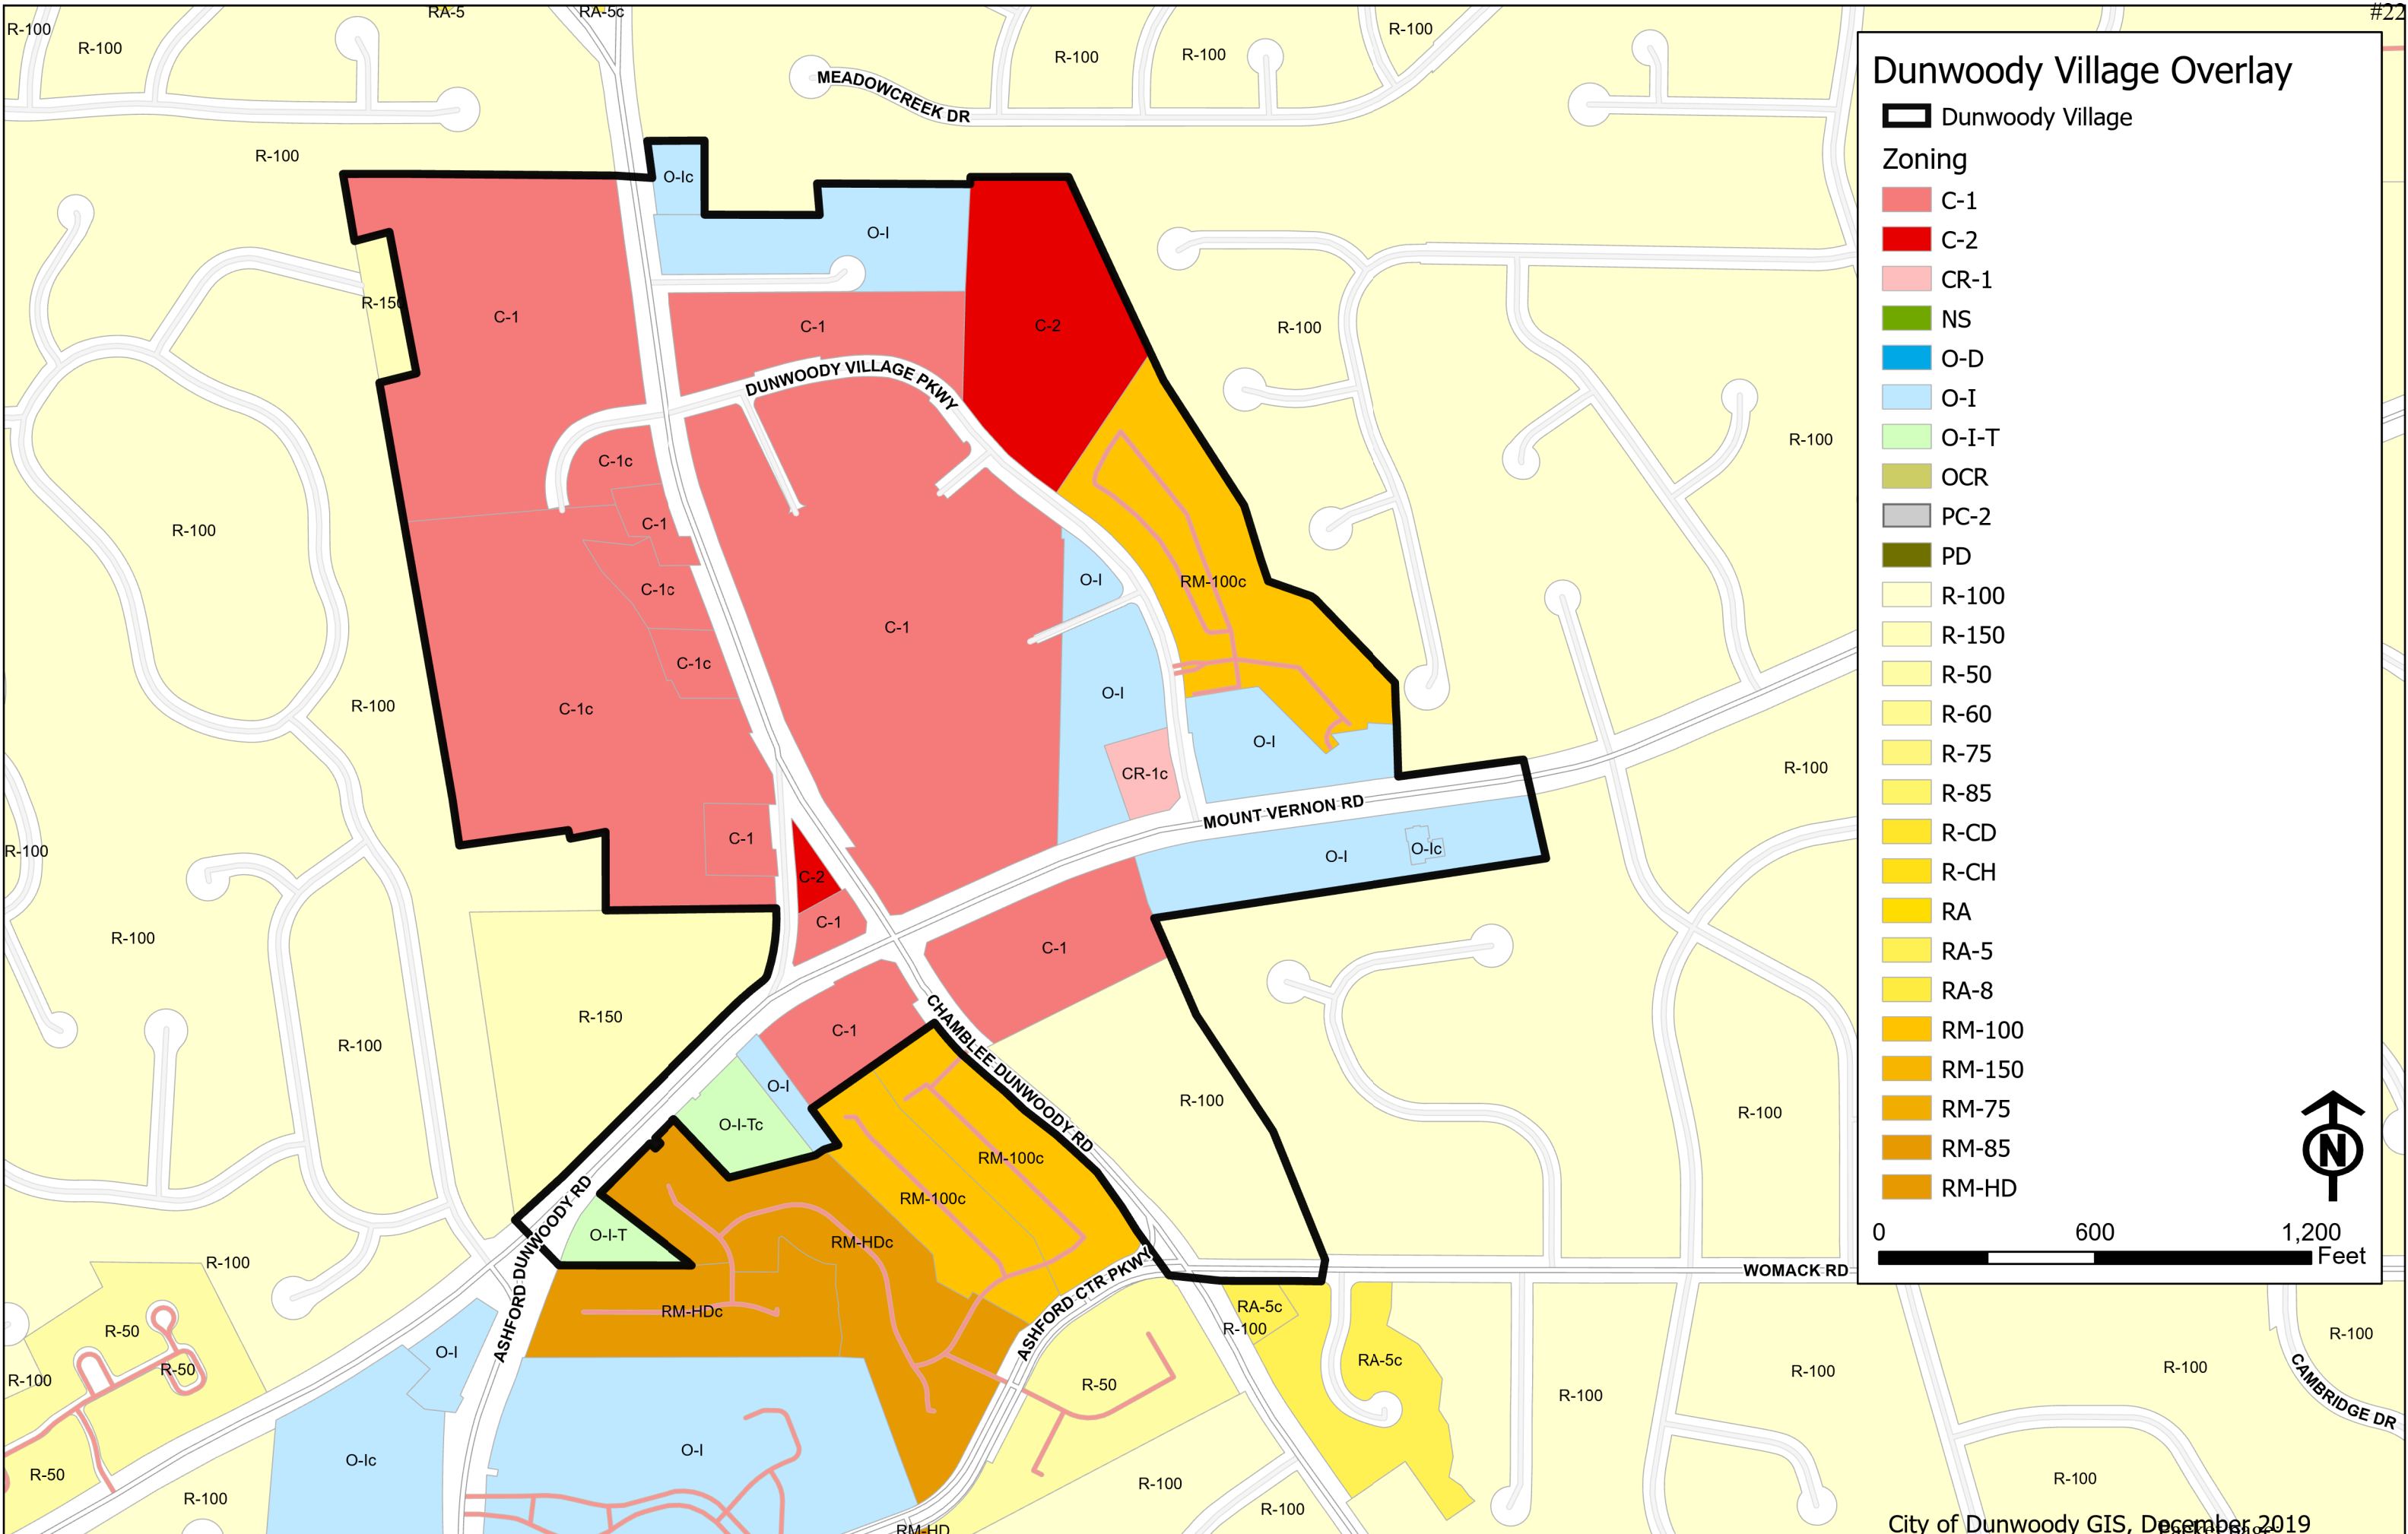 #22
RA-5
RA-5c
R-100
R-100
R-100
R-100
R-100
MEADOWCREEK DR
R-100
O-Ic
O-I
R-150
C-1
C-1
C-2
R-100
DUNWOODY VILLAGE PKWY
R-100
C-1c
C-1
R-100
O-I
RM-100c
C-1c
C-1
C-1c
R-100
C-1c
O-I
O-I
CR-1c
R-100
MOUNT VERNON RD
C-1
R-100
O-I
O-Ic
C-2
C-1
R-100
C-1
R-150
C-1
R-100
CHAMBLEE DUNWOODY RD
O-I
R-100
R-100
O-I-Tc
RM-100c
RM-100c
O-I-T
RM-HDc
R-100
ASHFORD DUNWOODY RD
ASHFORD CTR PKWY
WOMACK RD
RM-HDc
RA-5c
R-100
R-50
O-I
R-50
R-100
R-50
RA-5c
R-100
R-100
R-100
R-100
CAMBRIDGE DR
O-I
O-Ic
R-50
R-100
R-100
R-100
R-100
RM-HD
Dunwoody Village Overlay
Dunwoody Village
Zoning
C-1
C-2
CR-1
NS
O-D
O-I
O-I-T
OCR
PC-2
PD
R-100
R-150
R-50
R-60
R-75
R-85
R-CD
R-CH
RA
RA-5
RA-8
RM-100
RM-150
RM-75
RM-85
RM-HD
N
0 600 1,200
Feet
City of Dunwoody GIS, December 2019